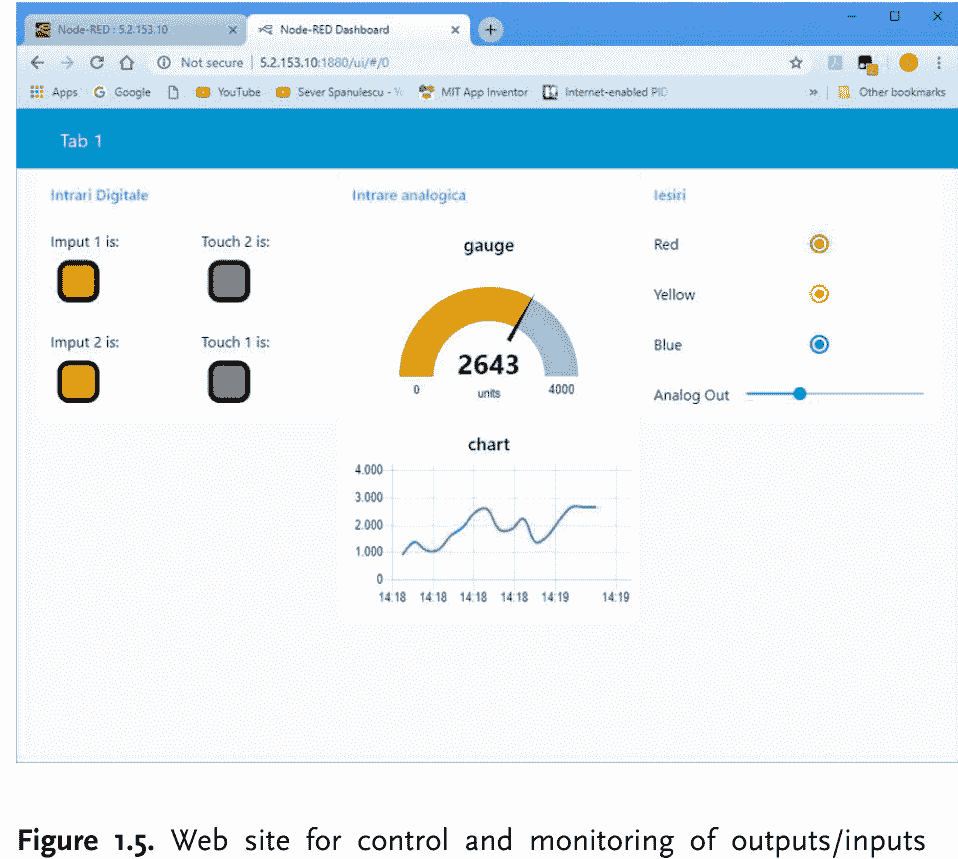 Node-RED : 5.2.153.10
Node-RED Dashboard
Not secure | 5.2.153.10:1880/ui/#/0
Apps Google YouTube Sever Spanulescu - MIT App Inventor Internet-enabled PIC » Other bookmarks
Tab 1
Intrari Digitale
Imput 1 is: Touch 2 is:
Imput 2 is: Touch 1 is:
Intrare analogica
gauge
2643
0 units 4000
chart
4.000
3.000
2.000
1.000
0
14:18 14:18 14:18 14:18 14:19 14:19
Iesiri
Red
Yellow
Blue
Analog Out
Figure 1.5. Web site for control and monitoring of outputs/inputs